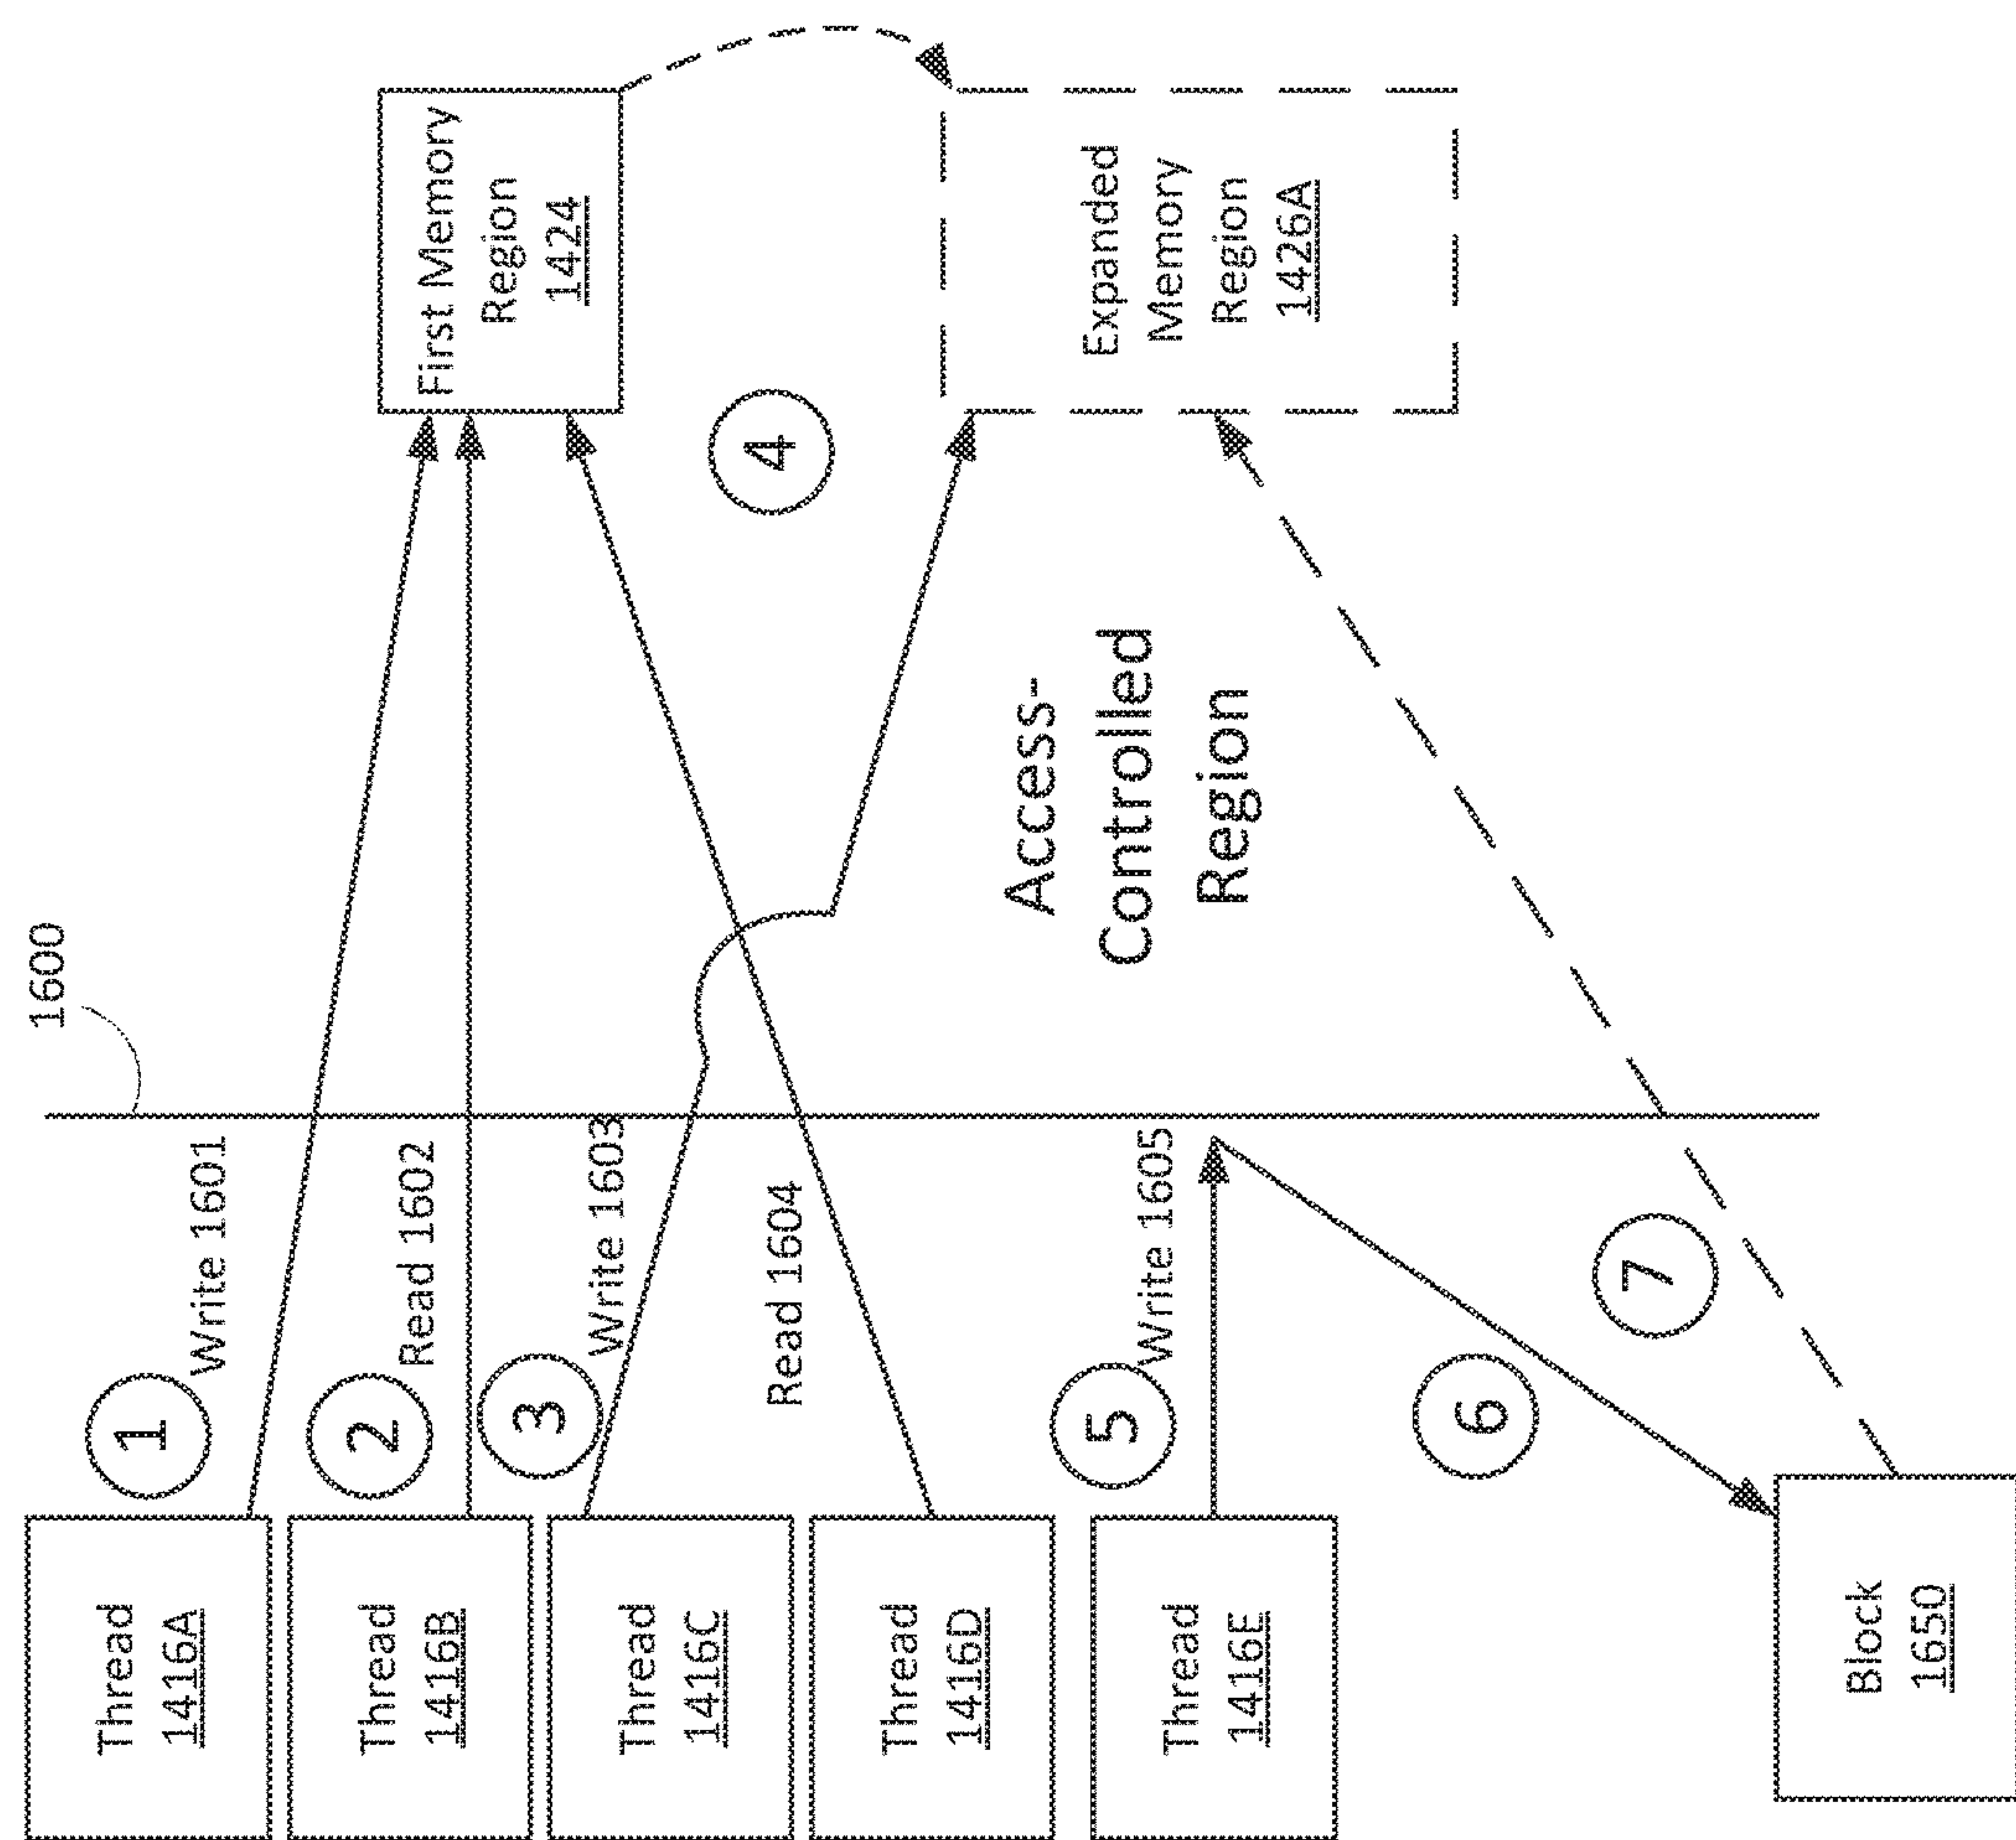 1600
Thread
1416A
Thread
1416B
Thread
1416C
Thread
1416D
Thread
1416E
Block
1650
1
Write 1601
2
Read 1602
3
Write 1603
Read 1604
5
Write 1605
6
7
4
Access-
Controlled
Region
First Memory
Region
1424
Expanded
Memory
Region
1426A